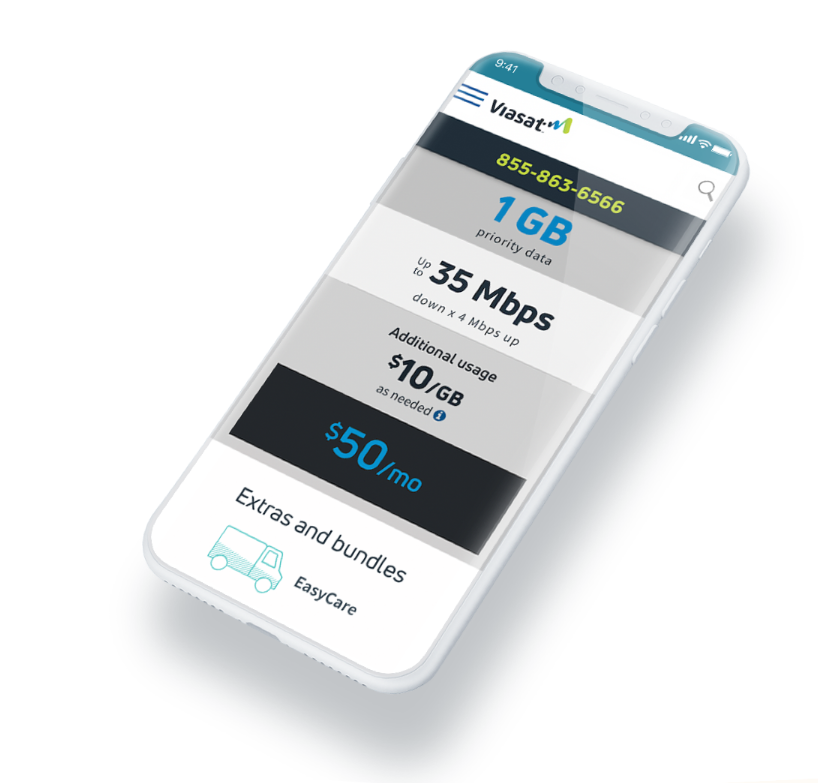 9:41
Viasat
855-863-6566
1 GB
priority data
Up to 35 Mbps
down x 4 Mbps up
Additional usage
$10/GB
as needed i
$50/mo
Extras and bundles
EasyCare